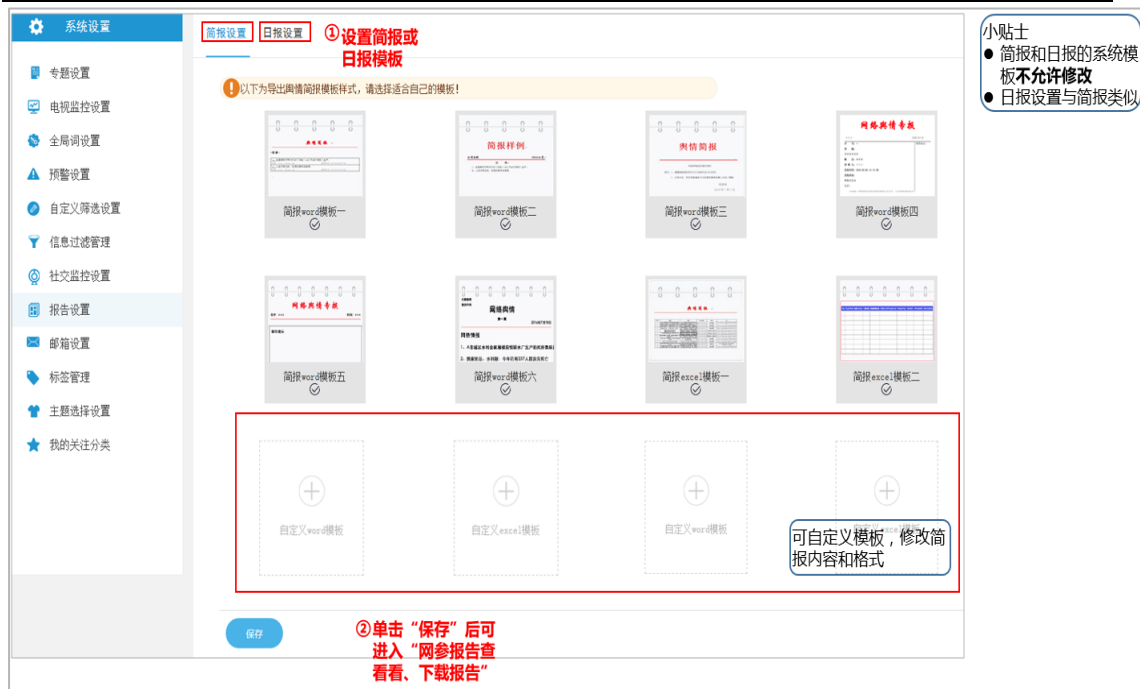 系统设置
专题设置
电视监控设置
全局词设置
预警设置
自定义筛选设置
信息过滤管理
社交监控设置
报告设置
邮箱设置
标签管理
主题选择设置
我的关注分类
简报设置 日报设置
①设置简报或
日报模板
以下为导出舆情简报模板样式，请选择适合自己的模板！
小贴士
● 简报和日报的系统模
板不允许修改
● 日报设置与简报类似
舆情简报
简报样例
舆情简报
网络舆情专报
简报word模板一 简报word模板二 简报word模板三 简报word模板四
网络舆情专报
网络舆情
舆情简报
简报word模板五 简报word模板六 简报excel模板一 简报excel模板二
自定义word模板 自定义excel模板 自定义word模板 自定义excel模板
可自定义模板，修改简
报内容和格式
保存
②单击“保存”后可
进入“网参报告查
看看、下载报告”